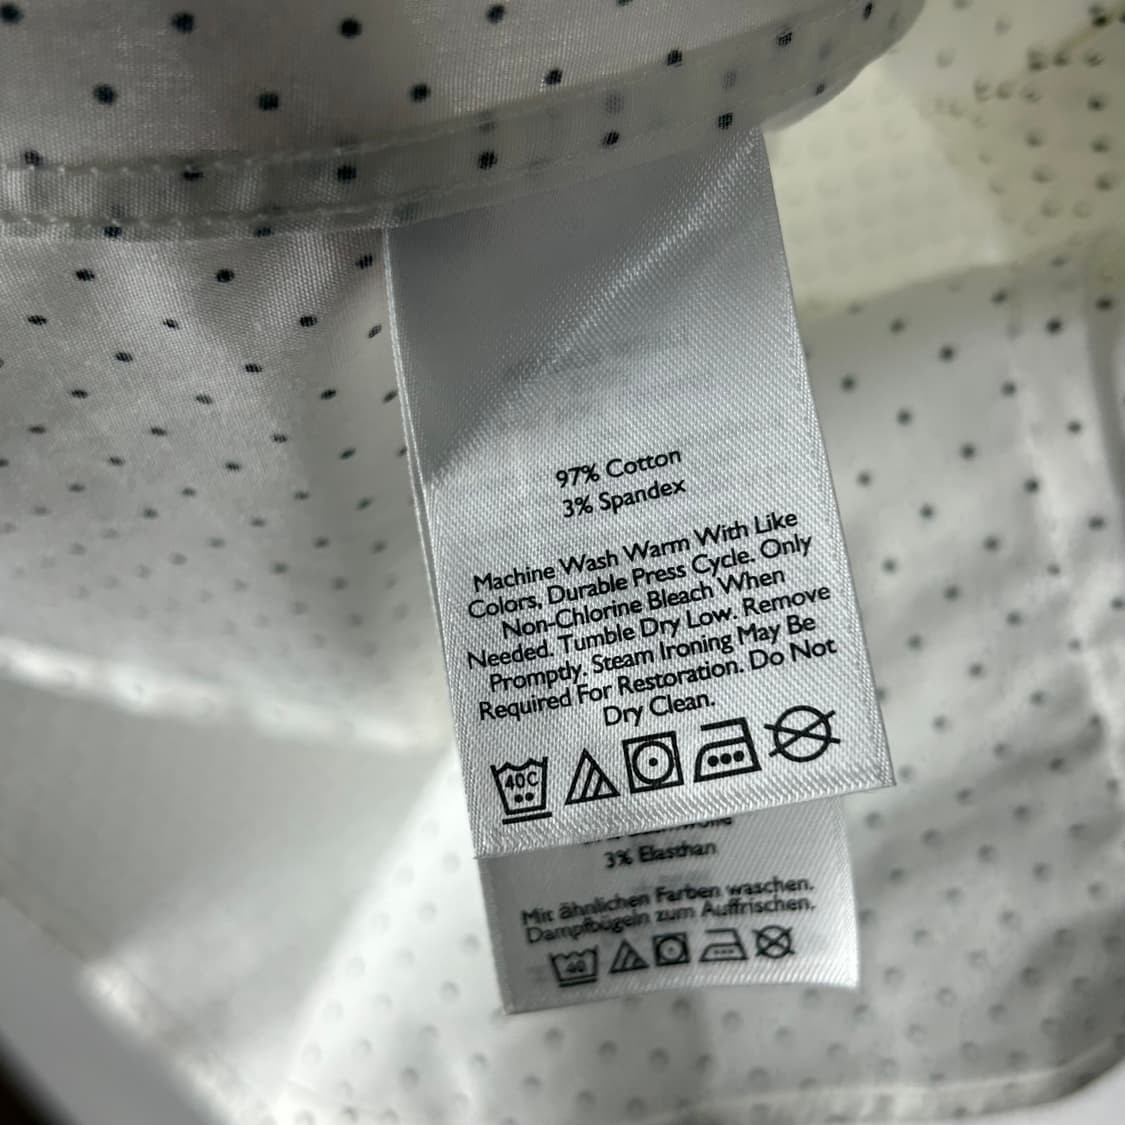 97% Cotton
3% Spandex
Machine Wash Warm With Like
Colors, Durable Press Cycle. Only
Non-Chlorine Bleach When
Needed. Tumble Dry Low. Remove
Promptly. Steam Ironing May Be
Required For Restoration. Do Not
Dry Clean.
40C
3% Elasthan
Mit ähnlichen Farben waschen.
Dampfbügeln zum Auffrischen.
40